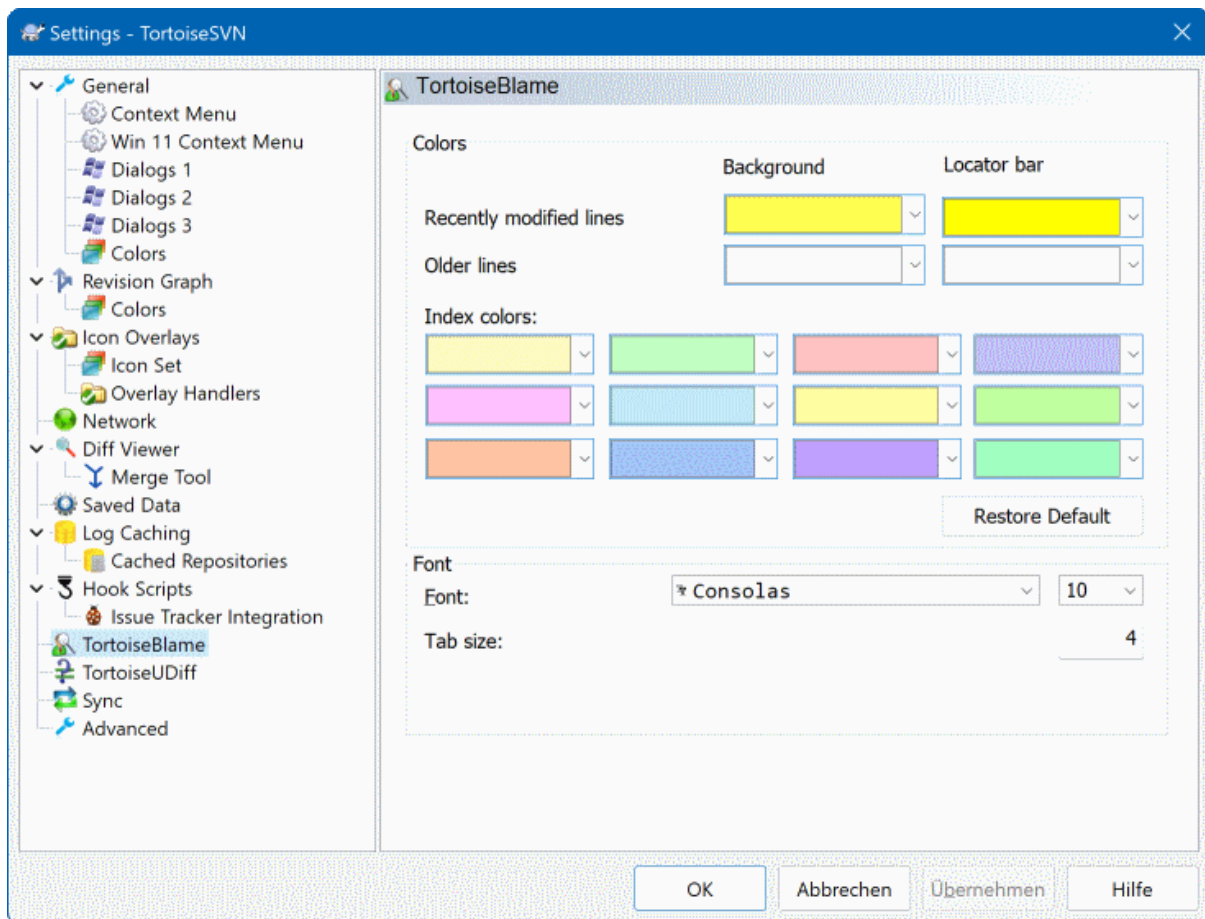 Settings - TortoiseSVN
General
Context Menu
Win 11 Context Menu
Dialogs 1
Dialogs 2
Dialogs 3
Colors
Revision Graph
Colors
Icon Overlays
Icon Set
Overlay Handlers
Network
Diff Viewer
Merge Tool
Saved Data
Log Caching
Cached Repositories
Hook Scripts
Issue Tracker Integration
TortoiseBlame
TortoiseUDiff
Sync
Advanced
TortoiseBlame
Colors
Background Locator bar
Recently modified lines
Older lines
Index colors:
Restore Default
Font
Font: Consolas 10
Tab size: 4
OK Abbrechen Übernehmen Hilfe